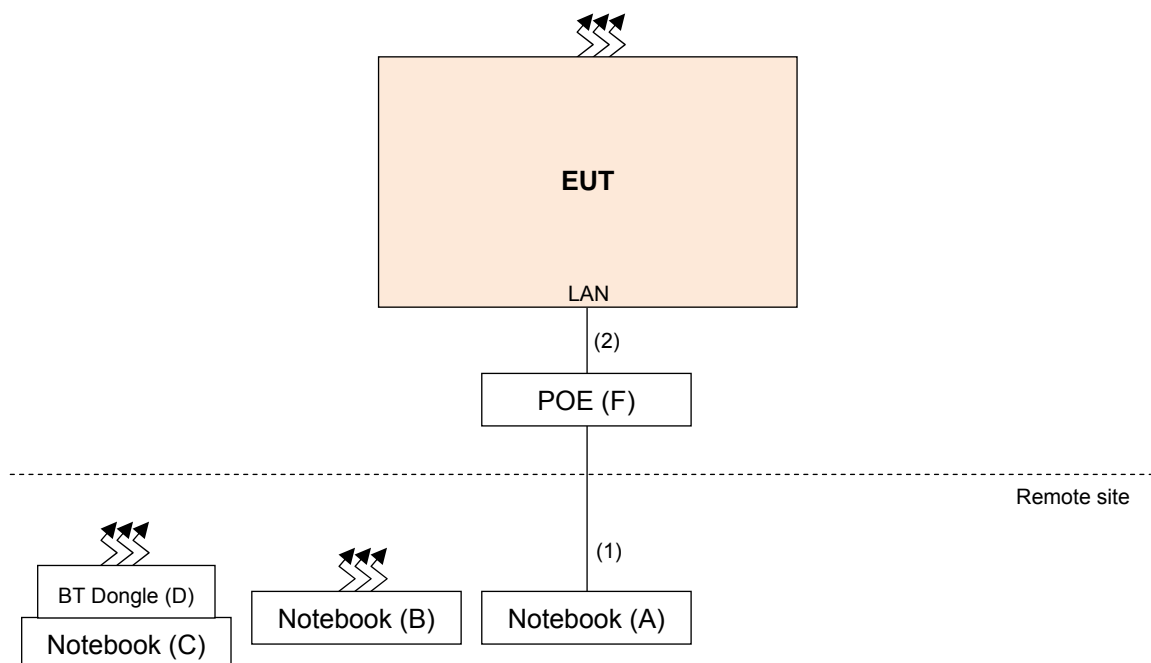 EUT
LAN
(2)
POE (F)
Remote site
(1)
BT Dongle (D)
Notebook (B)
Notebook (A)
Notebook (C)